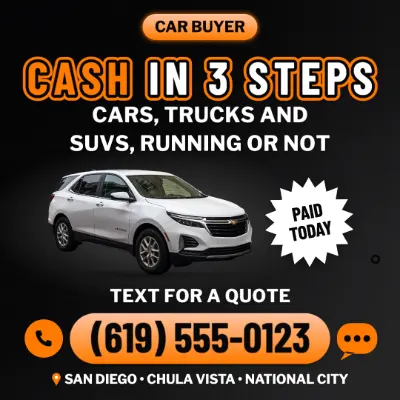 CAR BUYER
CASH IN 3 STEPS
CARS, TRUCKS AND
SUVS, RUNNING OR NOT
PAID
TODAY
TEXT FOR A QUOTE
(619) 555-0123
SAN DIEGO • CHULA VISTA • NATIONAL CITY